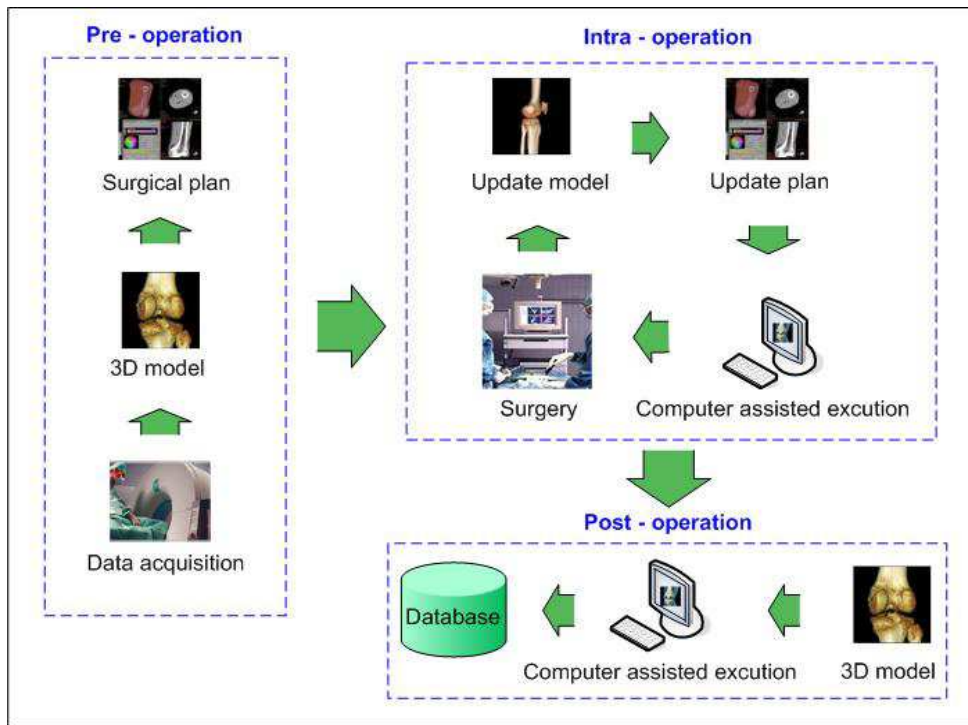 Pre - operation
Surgical plan
3D model
Data acquisition
Intra - operation
Update model
Update plan
Surgery
Computer assisted excution
Post - operation
Database
Computer assisted excution
3D model